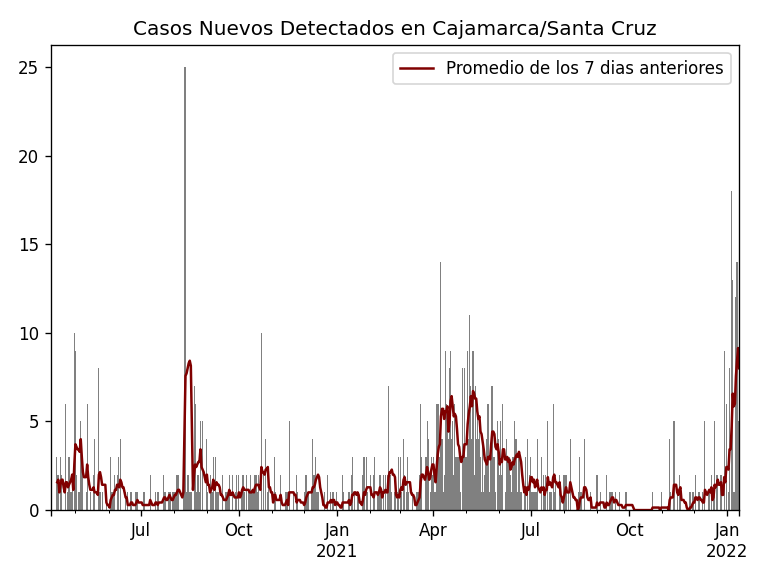 Casos Nuevos Detectados en Cajamarca/Santa Cruz
Promedio de los 7 dias anteriores
25
20
15
10
5
0
Jul Oct Jan Apr Jul Oct Jan
2021 2022